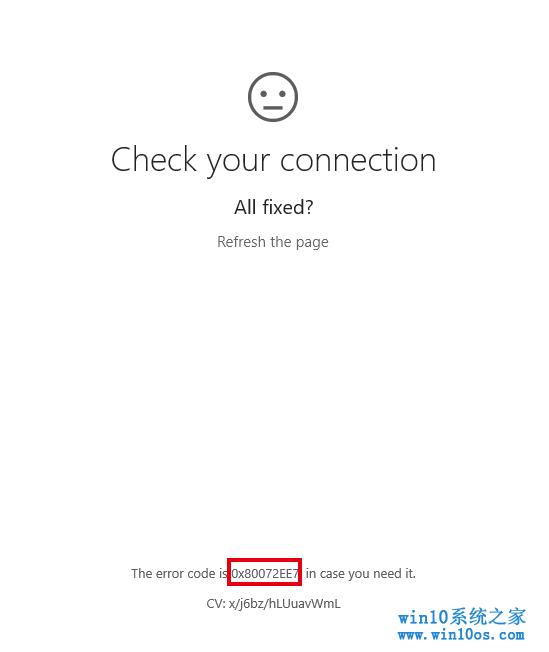 Check your connection
All fixed?
Refresh the page
The error code is 0x80072EE7 in case you need it.
CV: x/j6bz/hLUuavWmL
win10系统之家
www.win10os.com